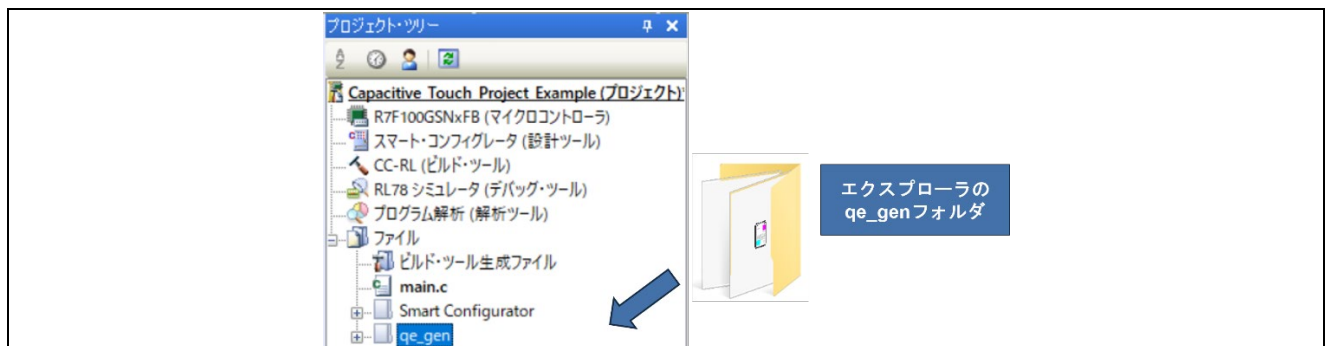 プロジェクト・ツリー
Capacitive Touch Project Example (プロジェクト)
R7F100GSNxFB (マイクロコントローラ)
スマート・コンフィグレータ (設計ツール)
CC-RL (ビルド・ツール)
RL78 シミュレータ (デバッグ・ツール)
プログラム解析 (解析ツール)
ファイル
ビルド・ツール生成ファイル
main.c
Smart Configurator
qe_gen
エクスプローラの
qe_genフォルダ